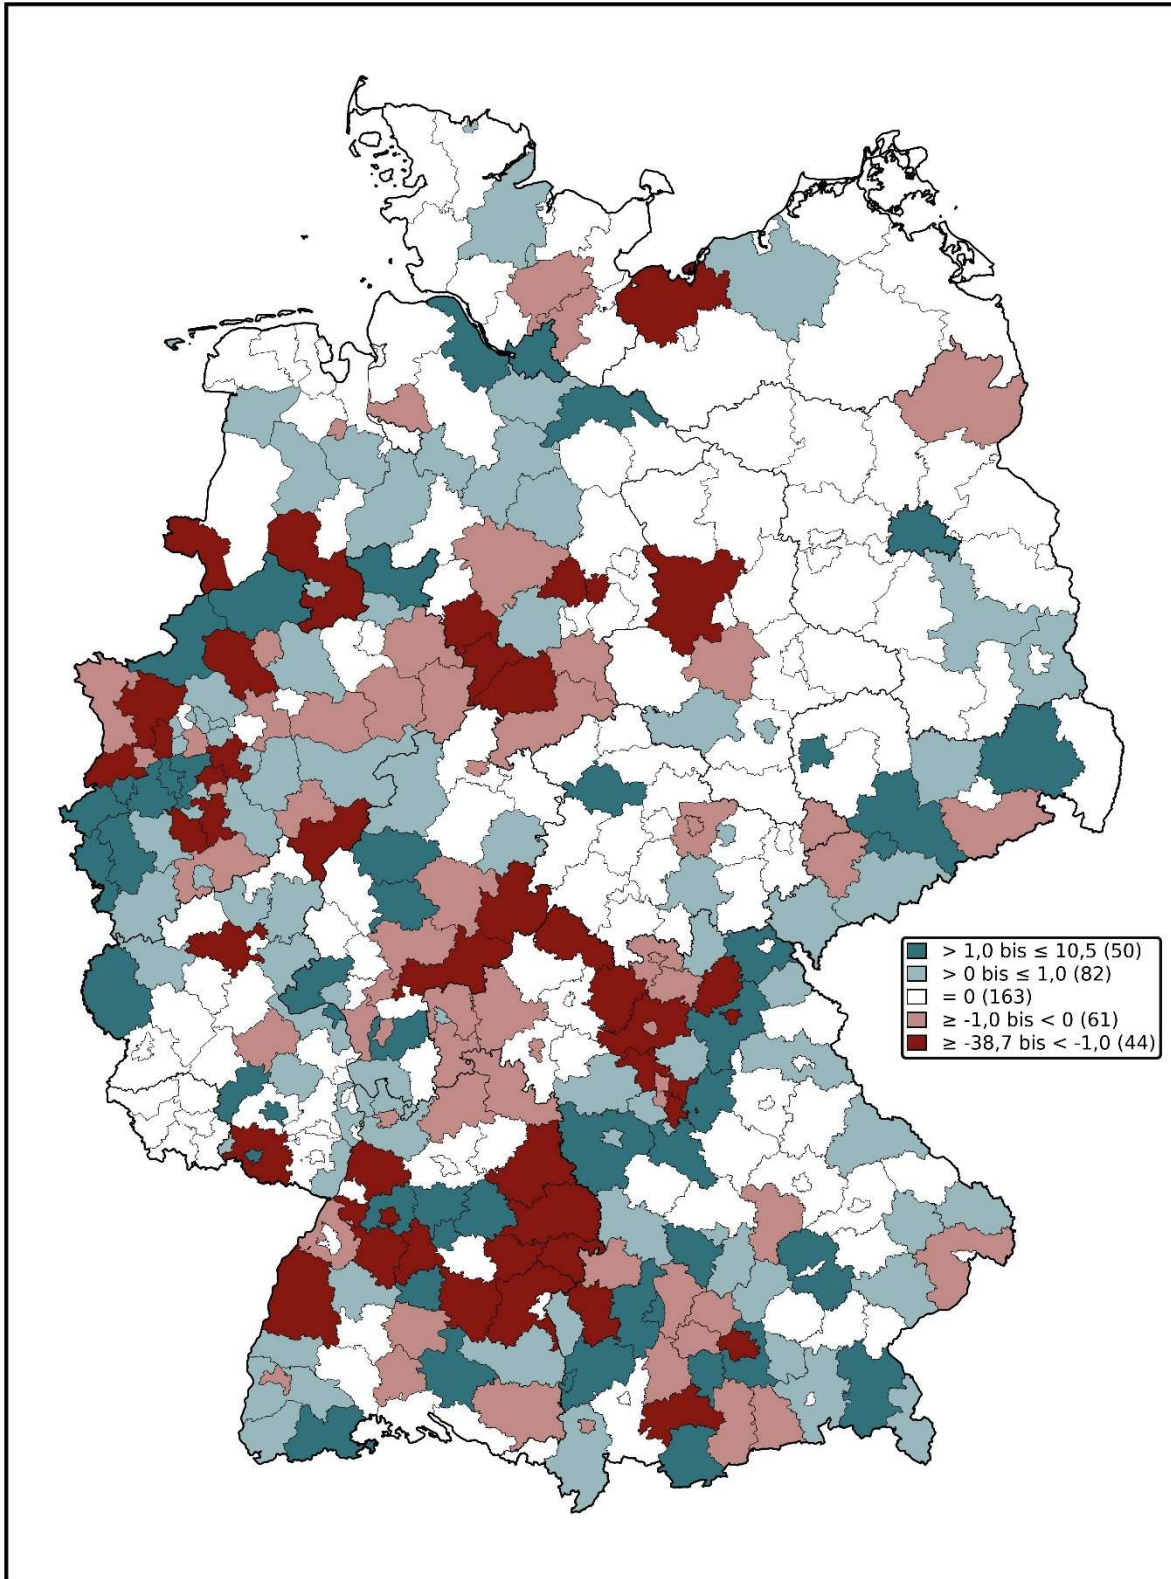 > 1,0 bis ≤ 10,5 (50)
> 0 bis ≤ 1,0 (82)
= 0 (163)
≥ -1,0 bis < 0 (61)
≥ -38,7 bis < -1,0 (44)